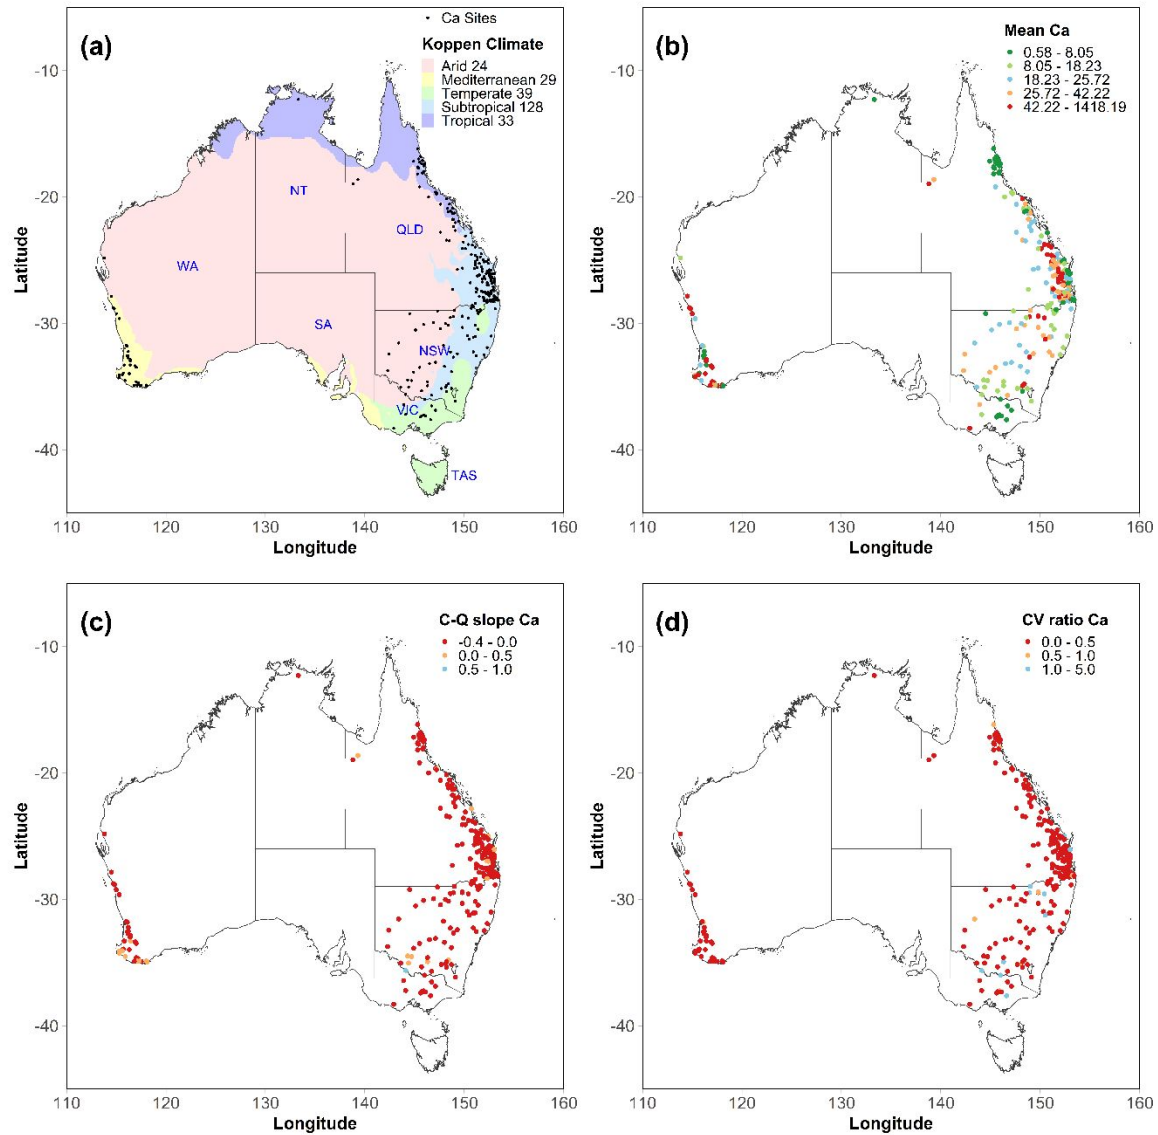 (a)
Ca Sites
Koppen Climate
Arid 24
Mediterranean 29
Temperate 39
Subtropical 128
Tropical 33
NT
QLD
WA
SA
NSW
VIC
TAS
-10
-20
-30
-40
Latitude
110 120 130 140 150 160
Longitude
(b)
Mean Ca
0.58 - 8.05
8.05 - 18.23
18.23 - 25.72
25.72 - 42.22
42.22 - 1418.19
-10
-20
-30
-40
Latitude
110 120 130 140 150 160
Longitude
(c)
C-Q slope Ca
-0.4 - 0.0
0.0 - 0.5
0.5 - 1.0
-10
-20
-30
-40
Latitude
110 120 130 140 150 160
Longitude
(d)
CV ratio Ca
0.0 - 0.5
0.5 - 1.0
1.0 - 5.0
-10
-20
-30
-40
Latitude
110 120 130 140 150 160
Longitude